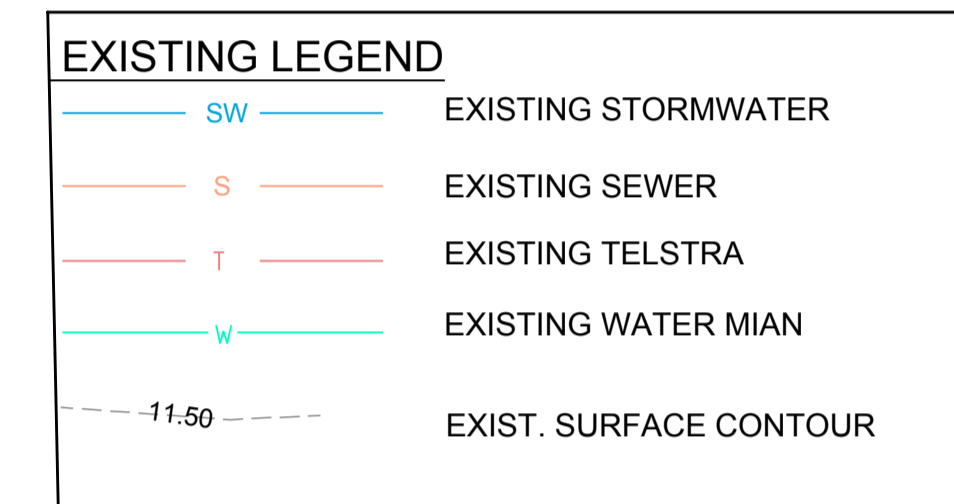 EXISTING LEGEND
SW EXISTING STORMWATER
S EXISTING SEWER
T EXISTING TELSTRA
W EXISTING WATER MIAN
11.50 EXIST. SURFACE CONTOUR